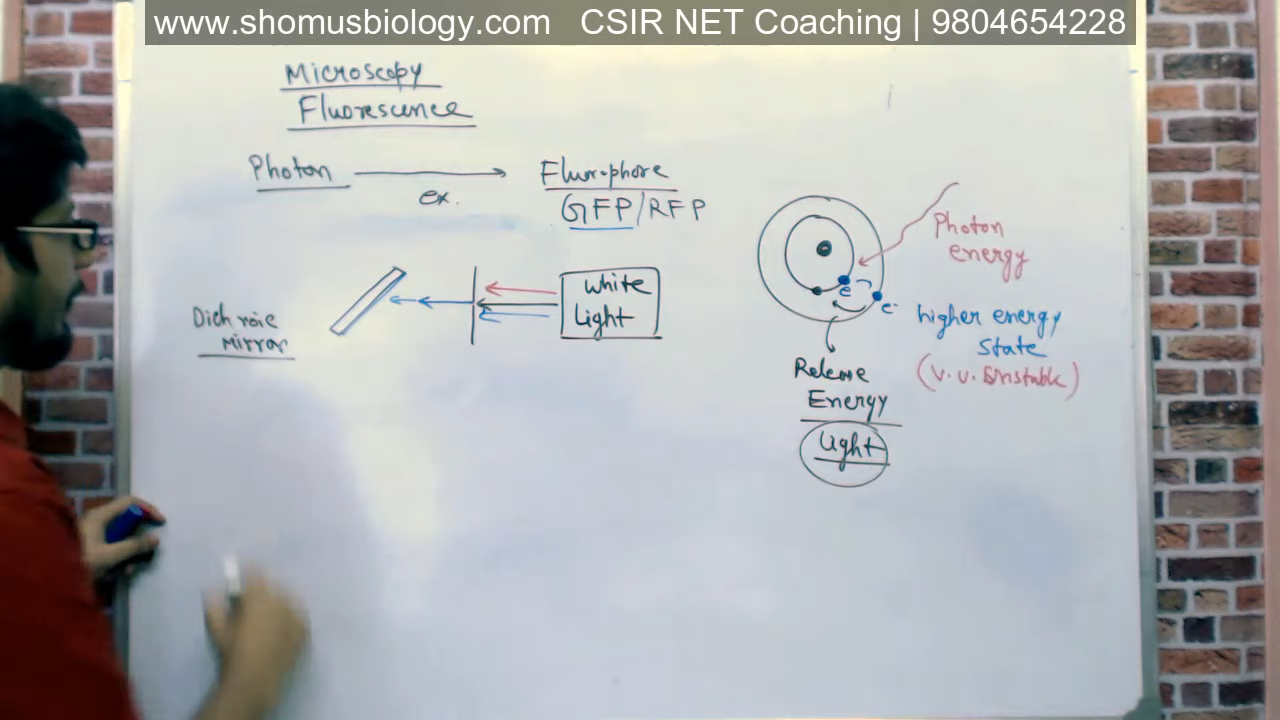 www.shomusbiology.com CSIR NET Coaching | 9804654228
Microscopy
Fluorescence
Photon
ex.
Fluorophore
GFP/RFP
White
Light
Dichroic
mirror
Photon
energy
e-
e-
higher energy
state
(v.v. unstable)
Release
Energy
light